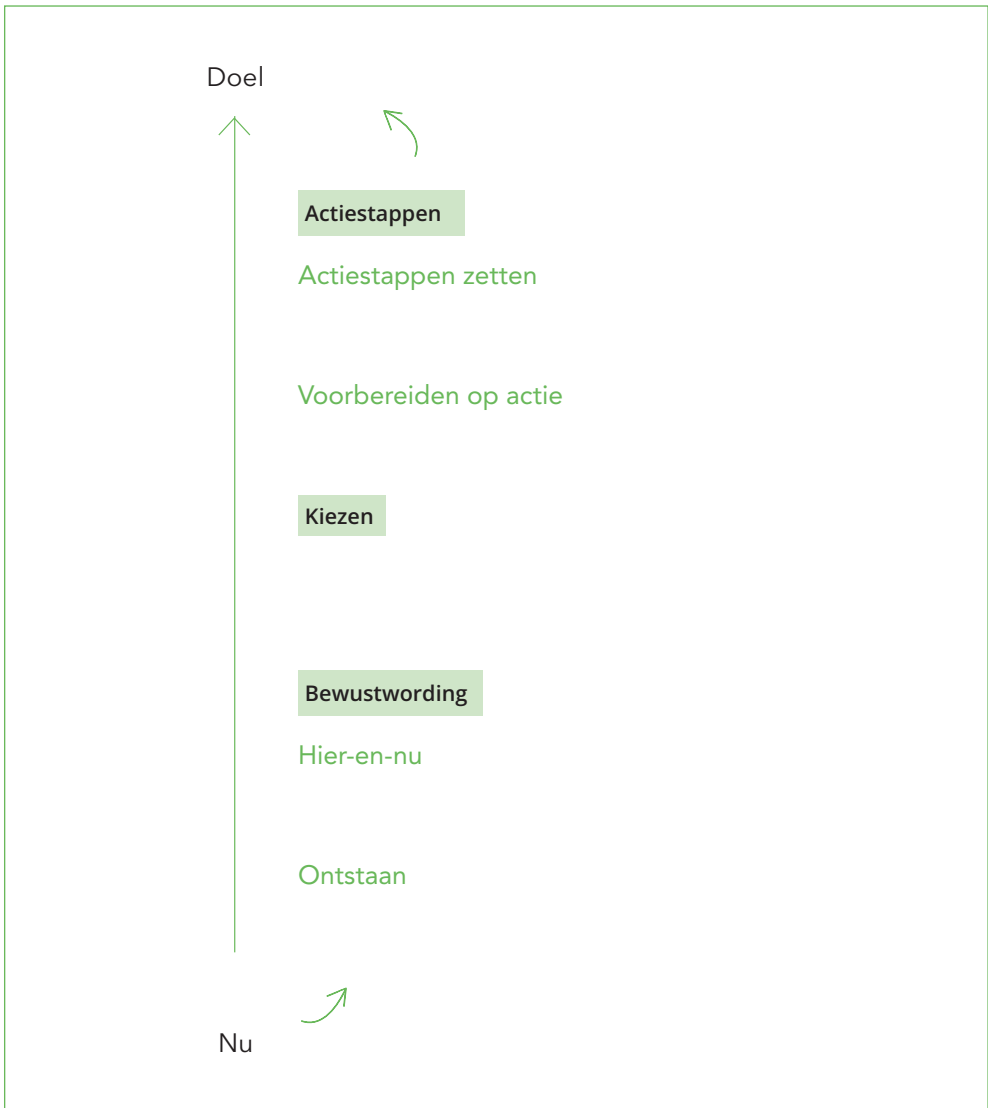 Doel
Actiestappen
Actiestappen zetten
Voorbereiden op actie
Kiezen
Bewustwording
Hier-en-nu
Ontstaan
Nu